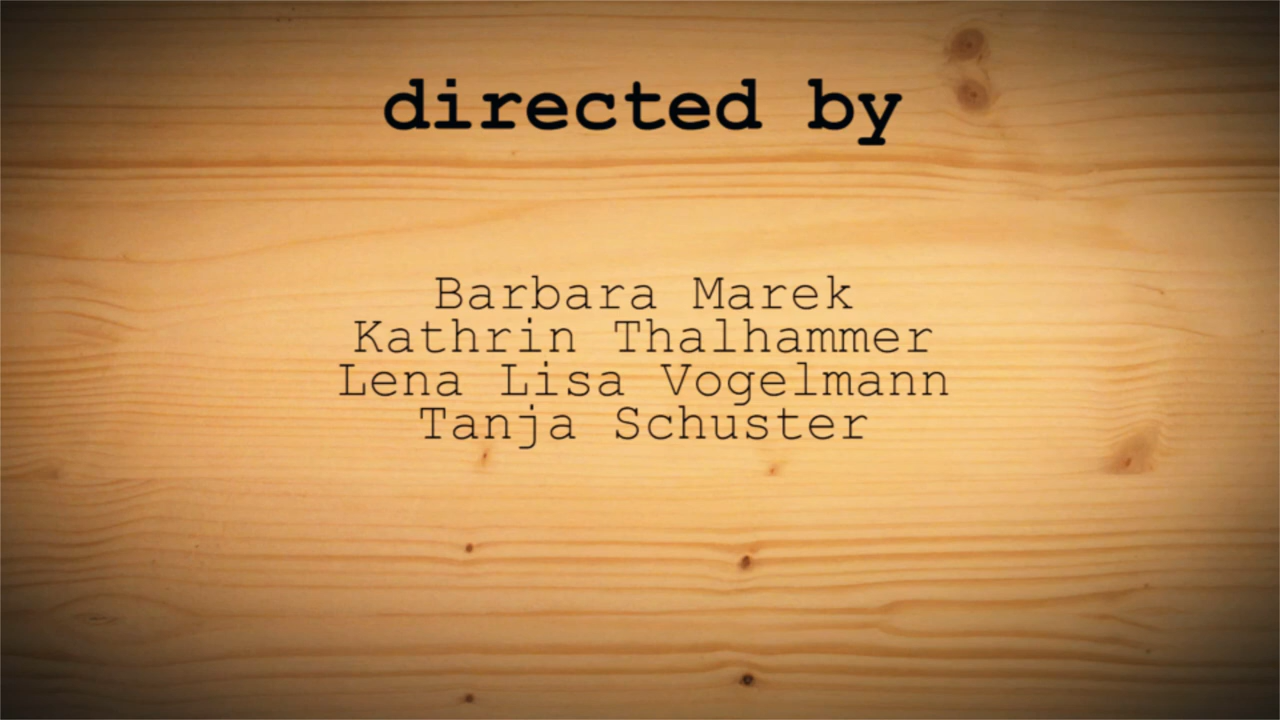 directed by
Barbara Marek
Kathrin Thalhammer
Lena Lisa Vogelmann
Tanja Schuster